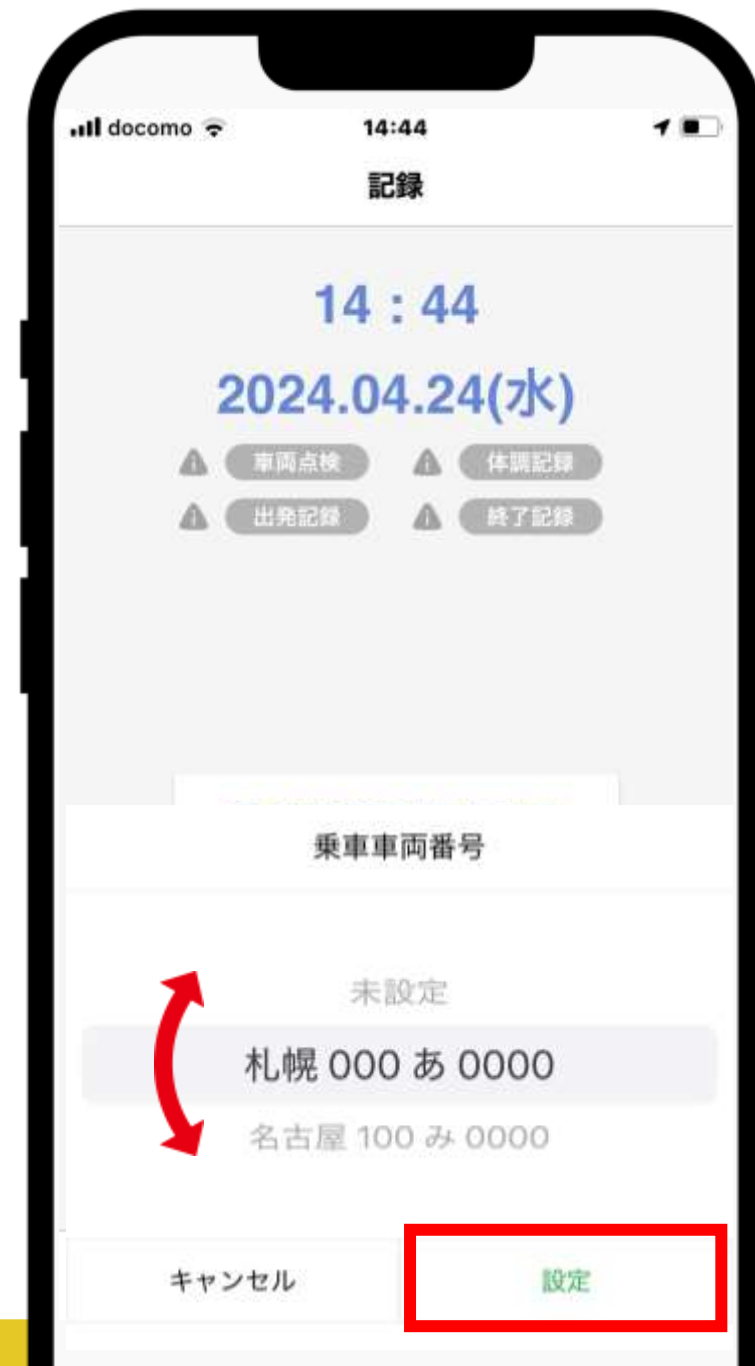 docomo 14:44
記録
14 : 44
2024.04.24(水)
車両点検 体調記録
出発記録 終了記録
乗車車両番号
未設定
札幌 000 あ 0000
名古屋 100 み 0000
キャンセル 設定